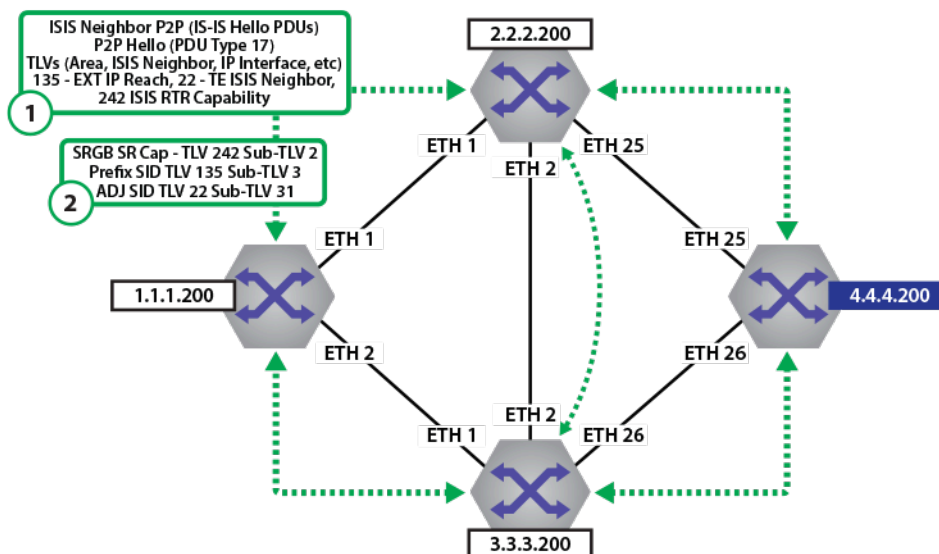 ISIS Neighbor P2P (IS-IS Hello PDUs)
P2P Hello (PDU Type 17)
TLVs (Area, ISIS Neighbor, IP Interface, etc)
135 - EXT IP Reach, 22 - TE ISIS Neighbor,
242 ISIS RTR Capability
1
2.2.2.200
SRGB SR Cap - TLV 242 Sub-TLV 2
Prefix SID TLV 135 Sub-TLV 3
ADJ SID TLV 22 Sub-TLV 31
2
ETH 1
ETH 2
ETH 25
ETH 1
ETH 25
1.1.1.200
4.4.4.200
ETH 2
ETH 26
ETH 1
ETH 2
ETH 26
3.3.3.200